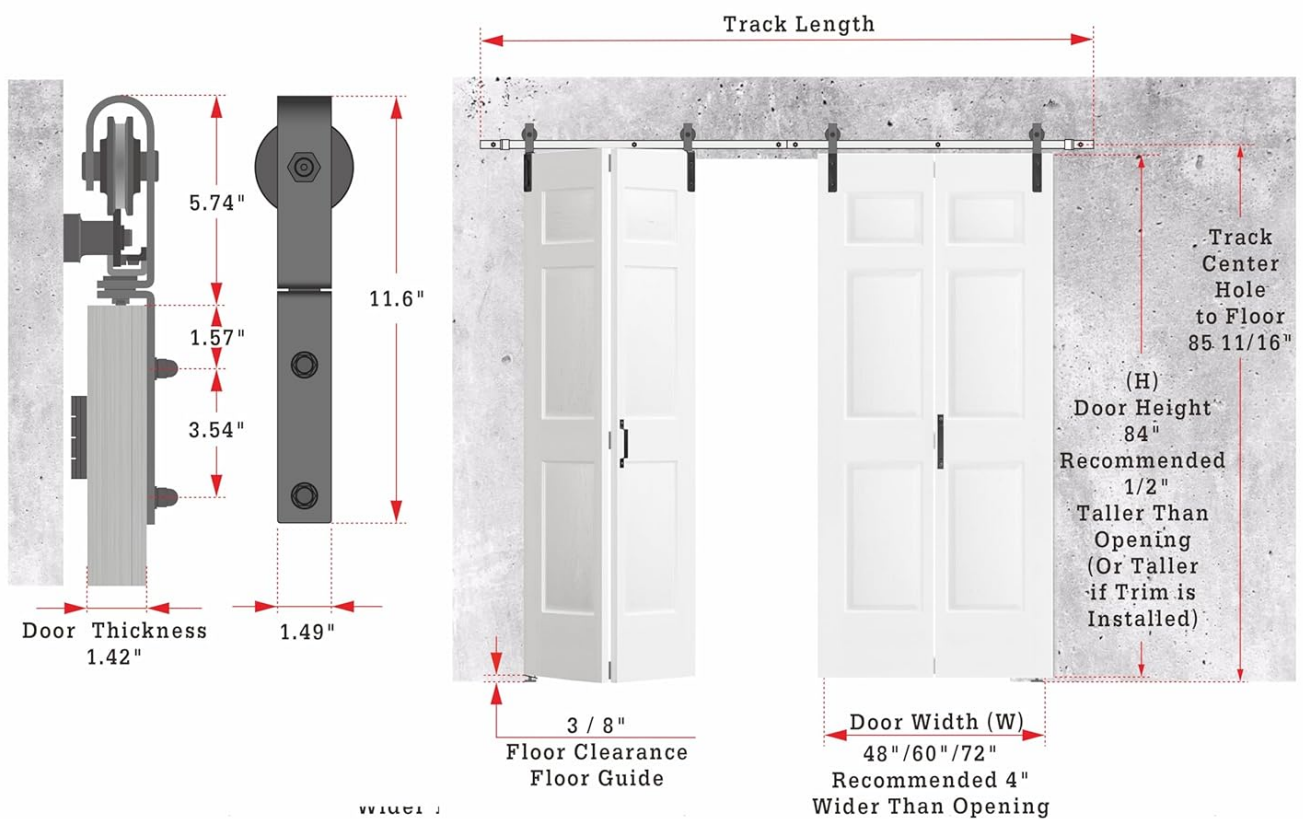 Track Length
5.74"
1.57"
3.54"
11.6"
Door Thickness
1.42"
1.49"
Track
Center
Hole
to Floor
85 11/16"
(H)
Door Height
84"
Recommended
1/2"
Taller Than
Opening
(Or Taller
if Trim is
Installed)
3 / 8"
Floor Clearance
Floor Guide
Door Width (W)
48"/60"/72"
Recommended 4"
Wider Than Opening
Wider